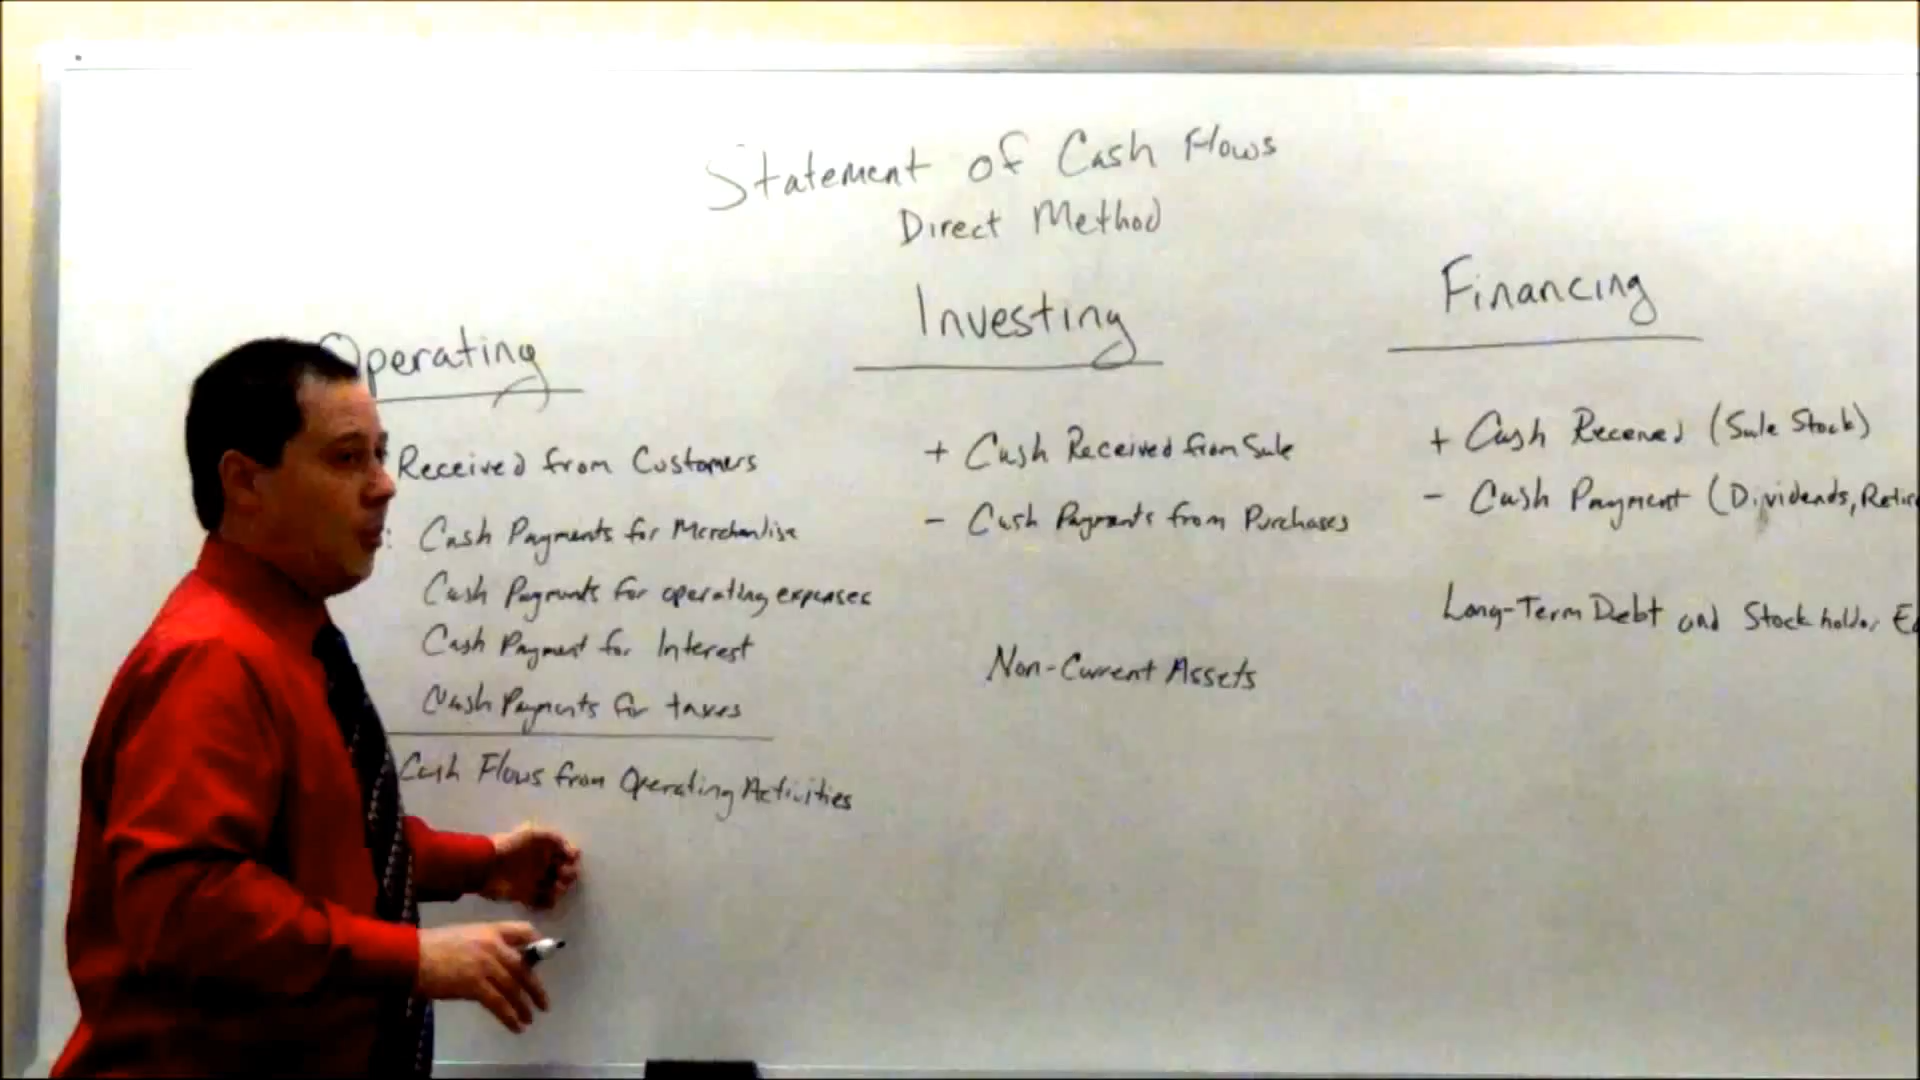 Statement of Cash Flows
Direct Method
Operating
Received from Customers
: Cash Payments for Merchandise
Cash Payments for operating expenses
Cash Payment for Interest
Cash Payments for taxes
Cash Flows from Operating Activities
Investing
+ Cash Received from Sale
- Cash Payments from Purchases
Non-Current Assets
Financing
+ Cash Received (Sale Stock)
- Cash Payment (Dividends,
Long-Term Debt and Stockholder